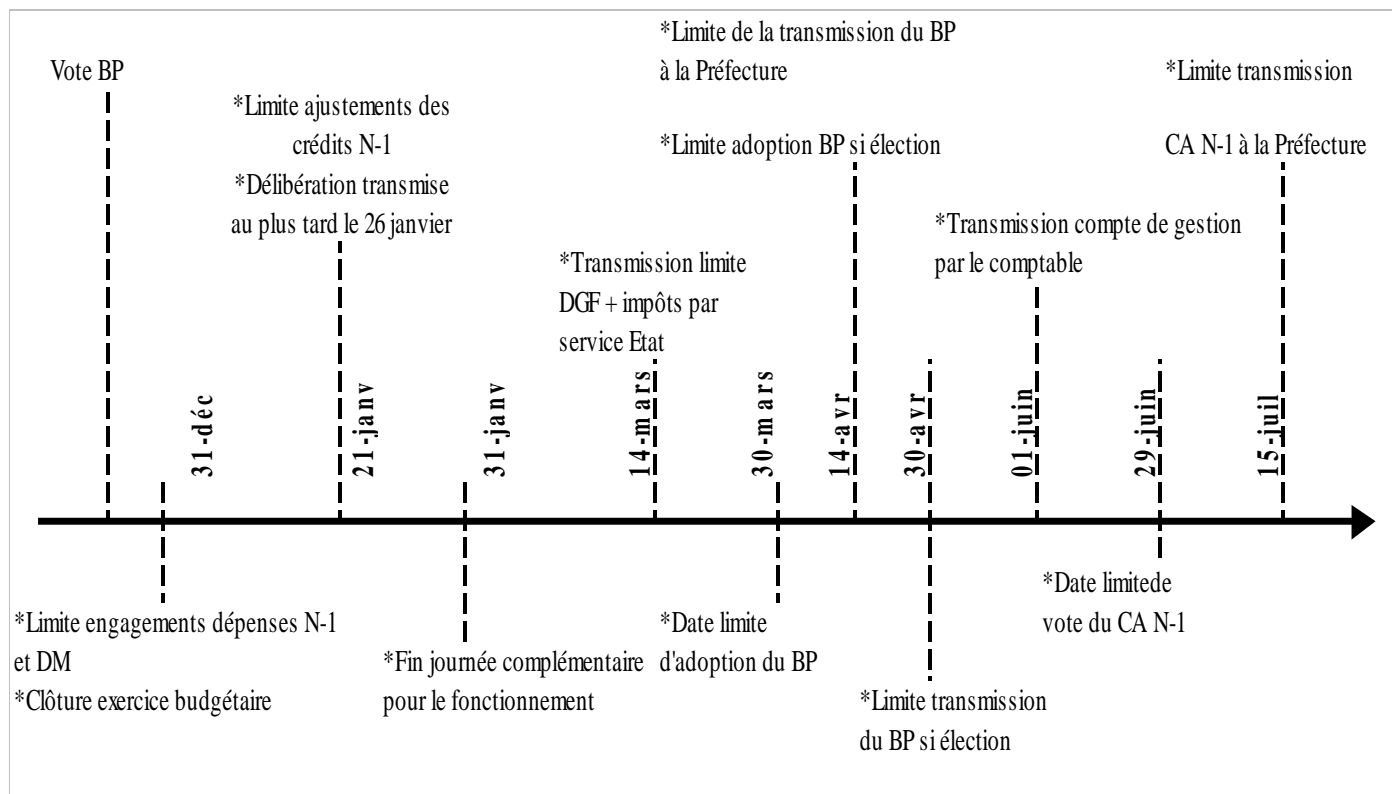 *Limite de la transmission du BP
à la Préfecture
Vote BP
*Limite transmission
*Limite ajustements des
crédits N-1
*Limite adoption BP si élection
CA N-1 à la Préfecture
*Délibération transmise
au plus tard le 26 janvier
*Transmission compte de gestion
par le comptable
*Transmission limite
DGF + impôts par
service Etat
31-déc
21-janv
31-janv
14-mars
30-mars
14-avr
30-avr
01-juin
29-juin
15-juil
*Limite engagements dépenses N-1
et DM
*Clôture exercice budgétaire
*Fin journée complémentaire
pour le fonctionnement
*Date limite
d'adoption du BP
*Limite transmission
du BP si élection
*Date limitede
vote du CA N-1